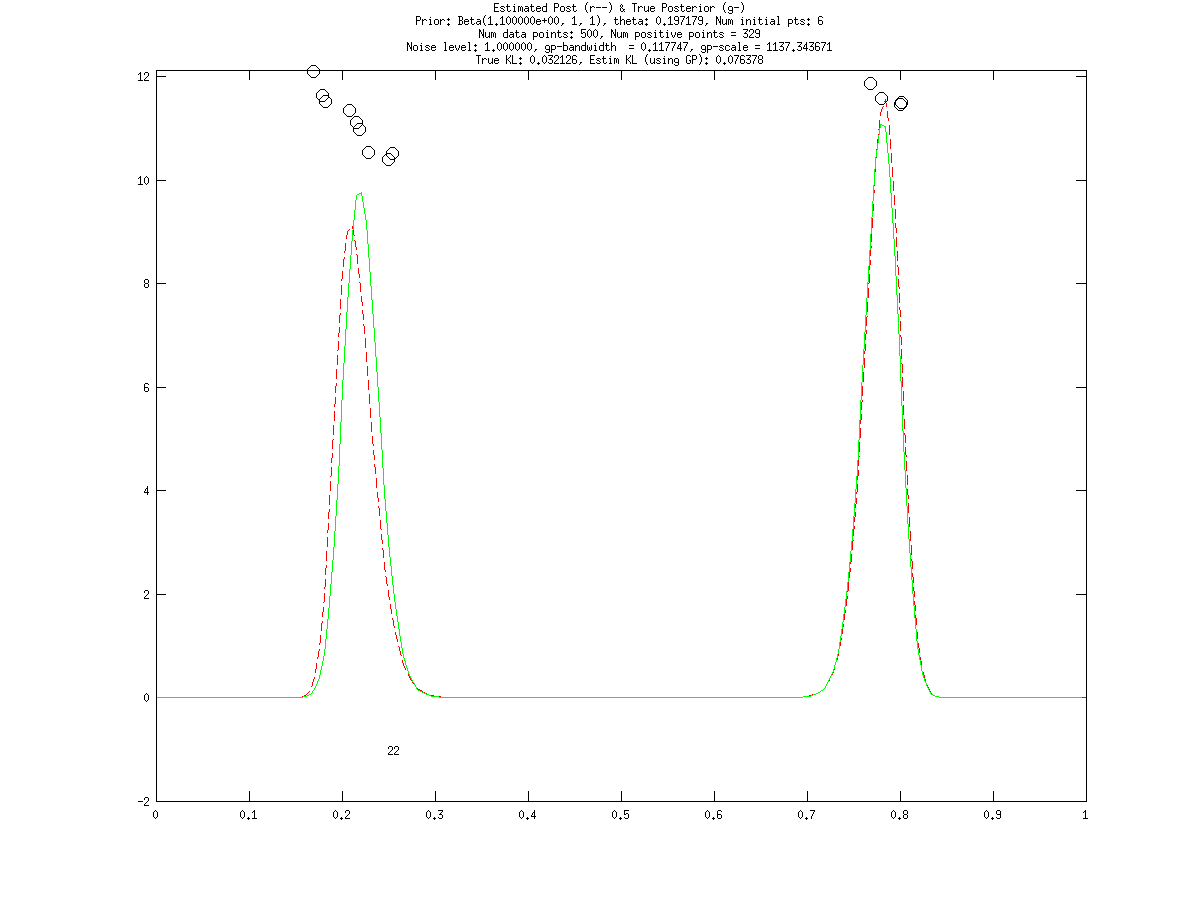 Estimated Post (r--) & True Posterior (g-)
Prior: Beta(1.100000e+00, 1, 1), theta: 0.197179, Num initial pts: 6
Num data points: 500, Num positive points = 329
Noise level: 1.000000, gp-bandwidth  = 0.117747, gp-scale = 1137.343671
True KL: 0.032126, Estim KL (using GP): 0.076378
12
10
8
6
4
2
0
22
-2
0 0.1 0.2 0.3 0.4 0.5 0.6 0.7 0.8 0.9 1